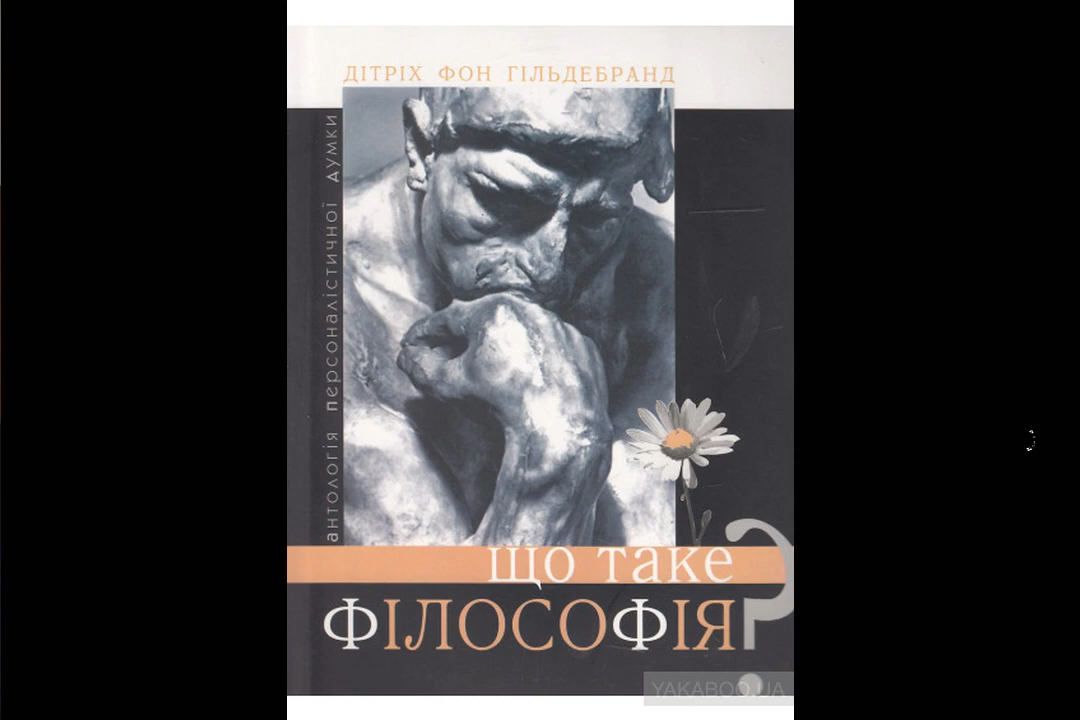 ДІТРІХ ФОН ГІЛЬДЕБРАНД
антологія персоналістичної думки
що таке
ФІЛОСОФІЯ?
YAKABOO.UA